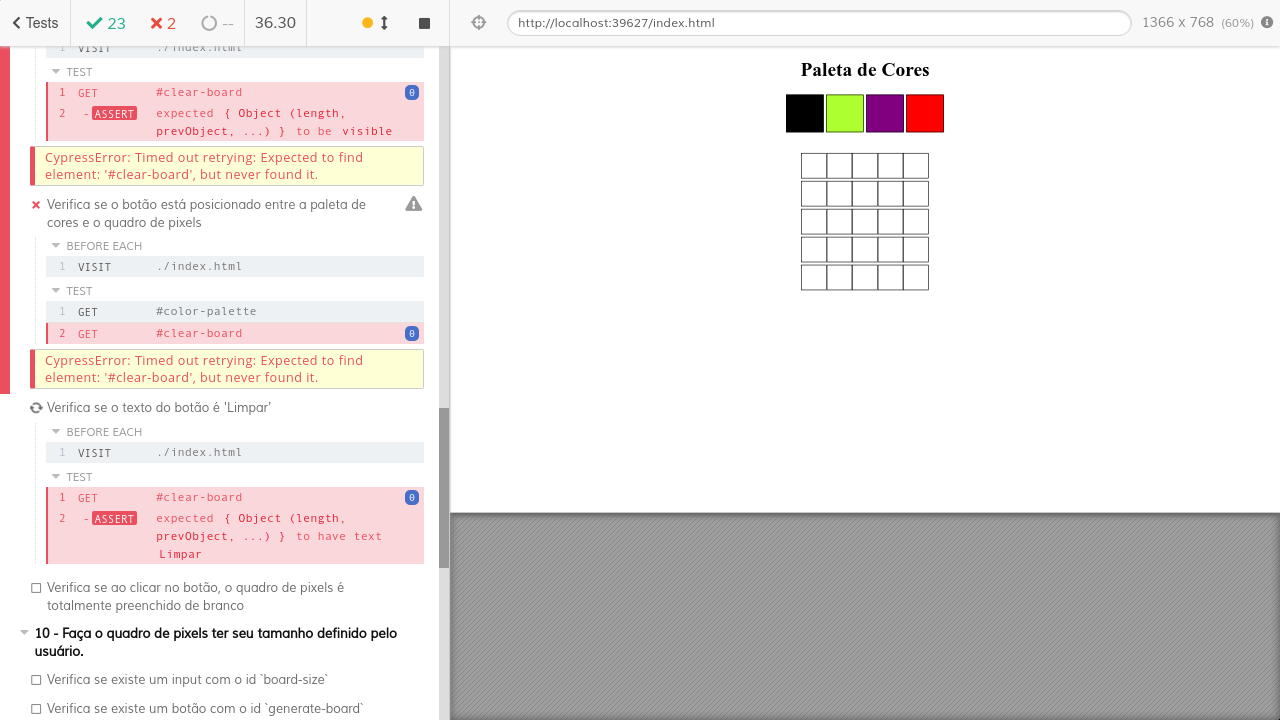 Tests
23
2
--
36.30
http://localhost:39627/index.html
1366 x 768 (60%)
1 VISIT ./index.html
TEST
1 GET #clear-board 0
2 - ASSERT expected { Object (length,
prevObject, ...) } to be visible
CypressError: Timed out retrying: Expected to find
element: '#clear-board', but never found it.
Verifica se o botão está posicionado entre a paleta de
cores e o quadro de pixels
BEFORE EACH
1 VISIT ./index.html
TEST
1 GET #color-palette
2 GET #clear-board 0
CypressError: Timed out retrying: Expected to find
element: '#clear-board', but never found it.
Verifica se o texto do botão é 'Limpar'
BEFORE EACH
1 VISIT ./index.html
TEST
1 GET #clear-board 0
2 - ASSERT expected { Object (length,
prevObject, ...) } to have text
Limpar
Verifica se ao clicar no botão, o quadro de pixels é
totalmente preenchido de branco
10 - Faça o quadro de pixels ter seu tamanho definido pelo
usuário.
Verifica se existe um input com o id `board-size`
Verifica se existe um botão com o id `generate-board`
Paleta de Cores